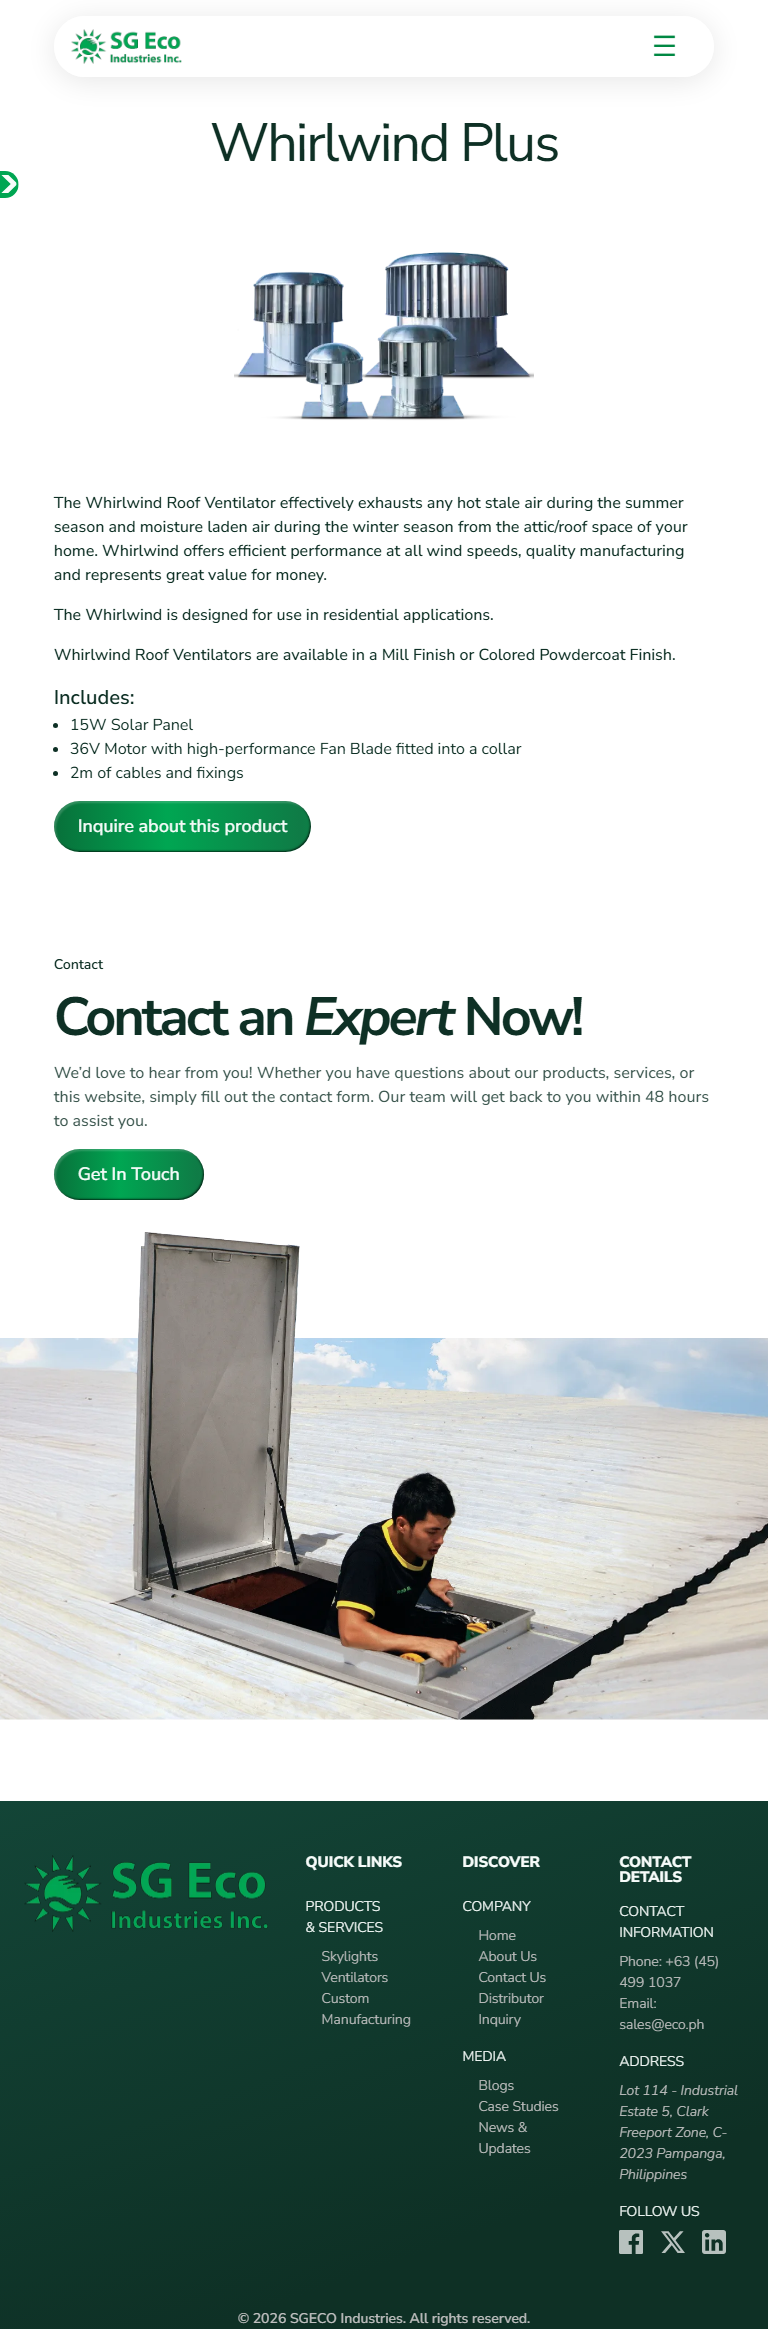 SG Eco
Industries Inc.
☰
Whirlwind Plus
The Whirlwind Roof Ventilator effectively exhausts any hot stale air during the summer
season and moisture laden air during the winter season from the attic/roof space of your
home. Whirlwind offers efficient performance at all wind speeds, quality manufacturing
and represents great value for money.
The Whirlwind is designed for use in residential applications.
Whirlwind Roof Ventilators are available in a Mill Finish or Colored Powdercoat Finish.
Includes:
• 15W Solar Panel
• 36V Motor with high-performance Fan Blade fitted into a collar
• 2m of cables and fixings
Inquire about this product
Contact
Contact an Expert Now!
We’d love to hear from you! Whether you have questions about our products, services, or
this website, simply fill out the contact form. Our team will get back to you within 48 hours
to assist you.
Get In Touch
SG Eco
Industries Inc.
QUICK LINKS
PRODUCTS
& SERVICES
Skylights
Ventilators
Custom
Manufacturing
DISCOVER
COMPANY
Home
About Us
Contact Us
Distributor
Inquiry
MEDIA
Blogs
Case Studies
News &
Updates
CONTACT
DETAILS
CONTACT
INFORMATION
Phone: +63 (45)
499 1037
Email:
sales@eco.ph
ADDRESS
Lot 114 - Industrial
Estate 5, Clark
Freeport Zone, C-
2023 Pampanga,
Philippines
FOLLOW US
© 2026 SGECO Industries. All rights reserved.